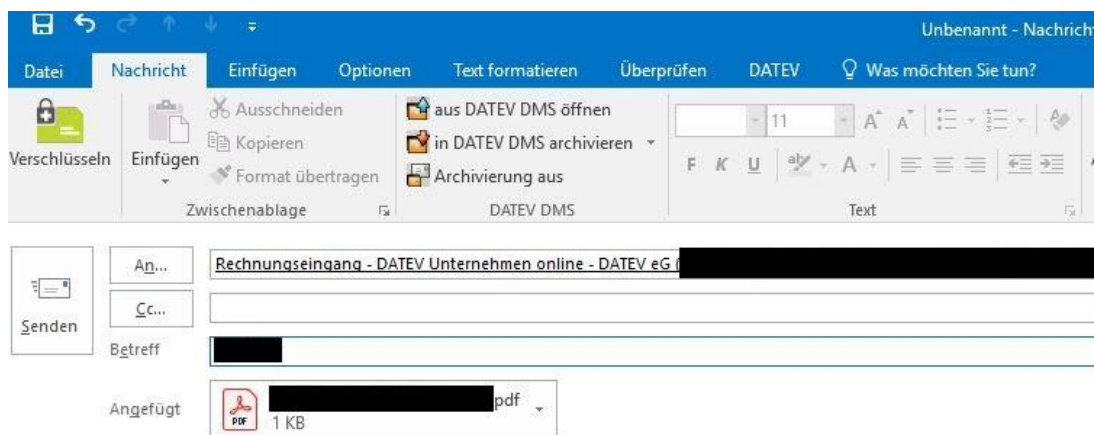 Unbenannt - Nachricht
Datei Nachricht Einfügen Optionen Text formatieren Überprüfen DATEV Was möchten Sie tun?
Ausschneiden aus DATEV DMS öffnen 11
Kopieren in DATEV DMS archivieren
Verschlüsseln Einfügen Format übertragen Archivierung aus F K U
Zwischenablage DATEV DMS Text
An... Rechnungseingang - DATEV Unternehmen online - DATEV eG (
Cc...
Senden
Betreff
Angefügt pdf
PDF 1 KB